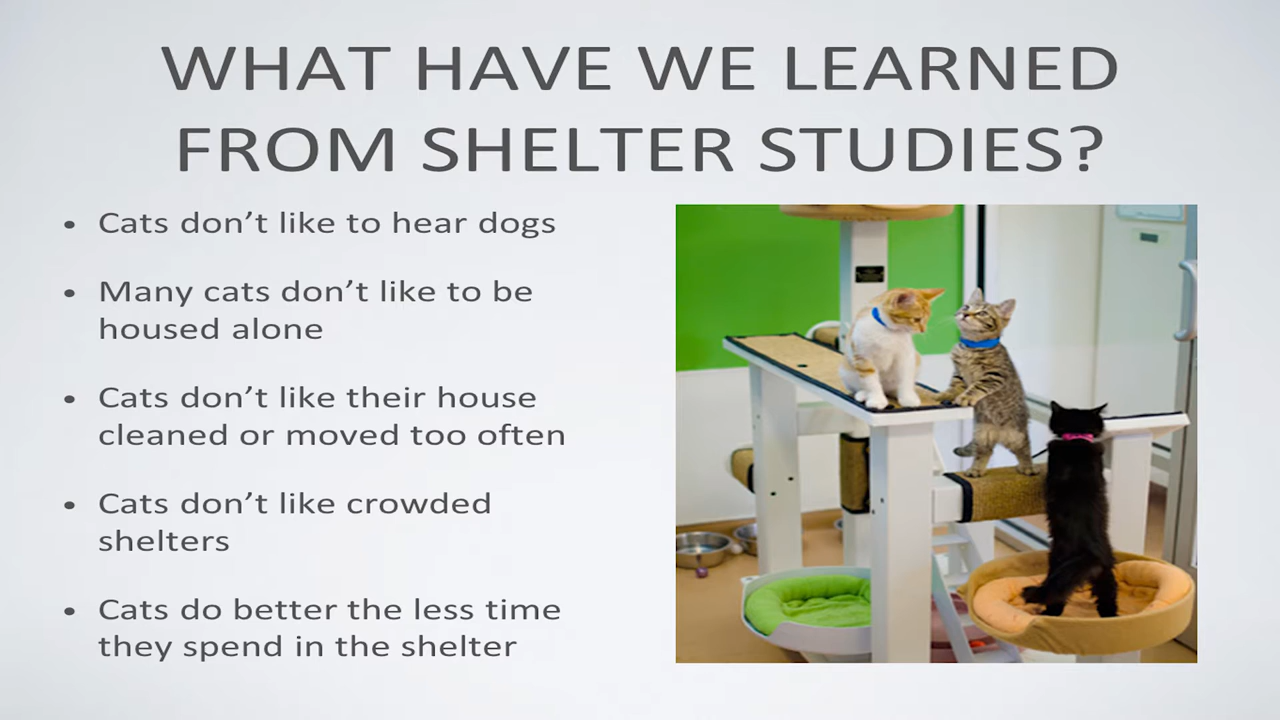 WHAT HAVE WE LEARNED
FROM SHELTER STUDIES?
• Cats don’t like to hear dogs
• Many cats don’t like to be
housed alone
• Cats don’t like their house
cleaned or moved too often
• Cats don’t like crowded
shelters
• Cats do better the less time
they spend in the shelter